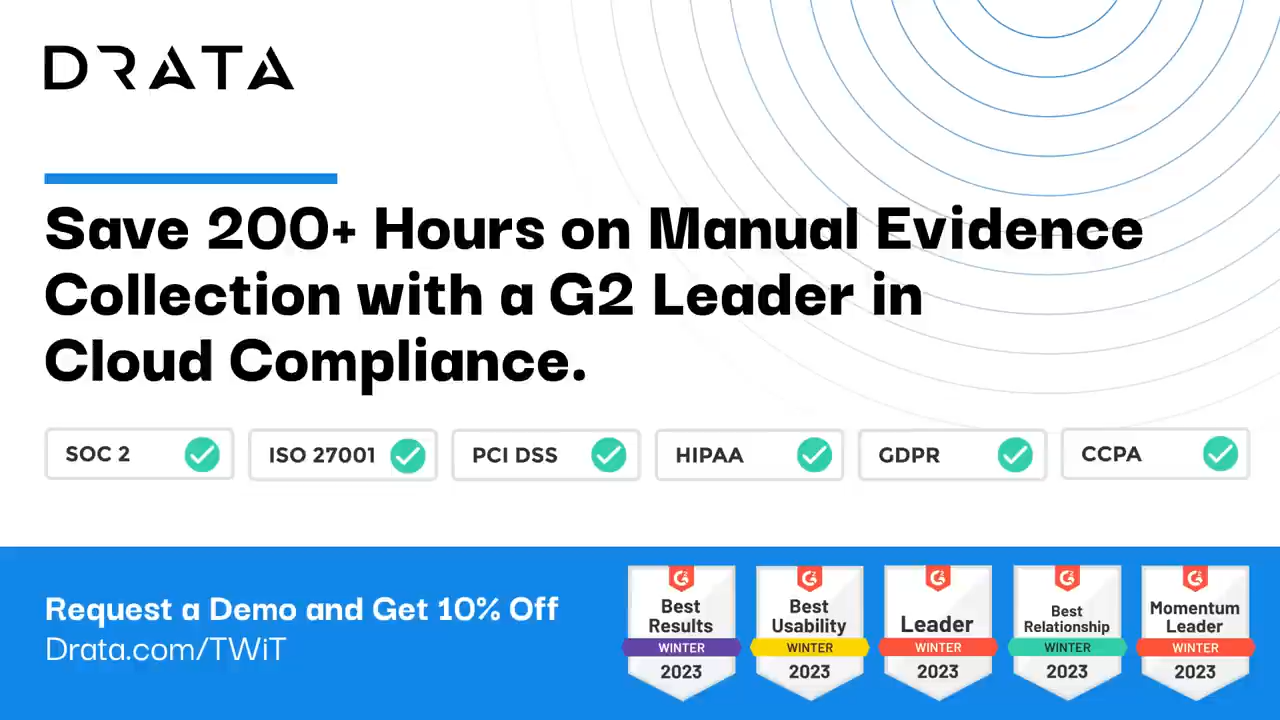 DRATA
Save 200+ Hours on Manual Evidence
Collection with a G2 Leader in
Cloud Compliance.
SOC 2
ISO 27001
PCI DSS
HIPAA
GDPR
CCPA
Request a Demo and Get 10% Off
Drata.com/TWiT
G2
Best
Results
WINTER
2023
G2
Best
Usability
WINTER
2023
G2
Leader
WINTER
2023
G2
Best
Relationship
WINTER
2023
G2
Momentum
Leader
WINTER
2023